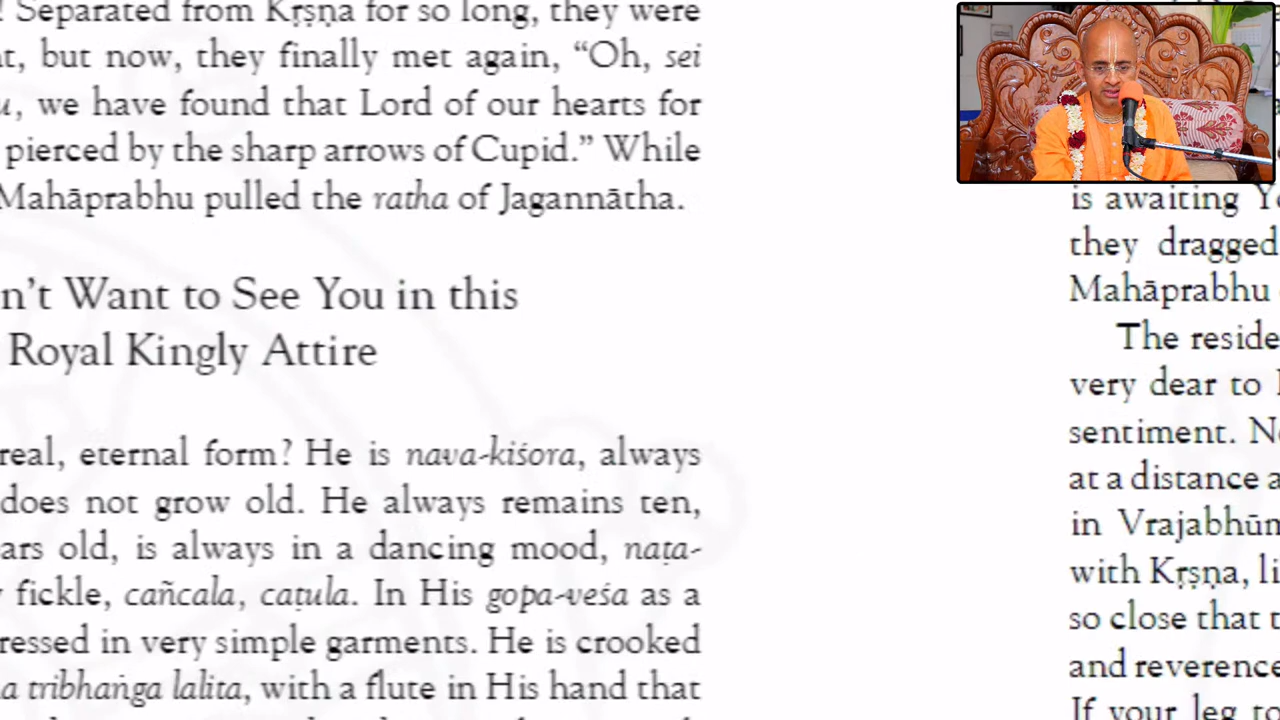 ! Separated from Kṛṣṇa for so long, they were
but now, they finally met again, “Oh, sei
we have found that Lord of our hearts for
pierced by the sharp arrows of Cupid.” While
Mahāprabhu pulled the ratha of Jagannātha.
n’t Want to See You in this
Royal Kingly Attire
real, eternal form? He is nava-kiśora, always
does not grow old. He always remains ten,
ars old, is always in a dancing mood, naṭa-
fickle, cañcala, caṭula. In His gopa-veśa as a
ressed in very simple garments. He is crooked
a tribhaṅga lalita, with a flute in His hand that
is awaiting
they dragged
Mahāprabhu
The reside
very dear to
sentiment.
at a distance
in Vrajabhūm
with Kṛṣṇa, li
so close that t
and reverence
If your leg to